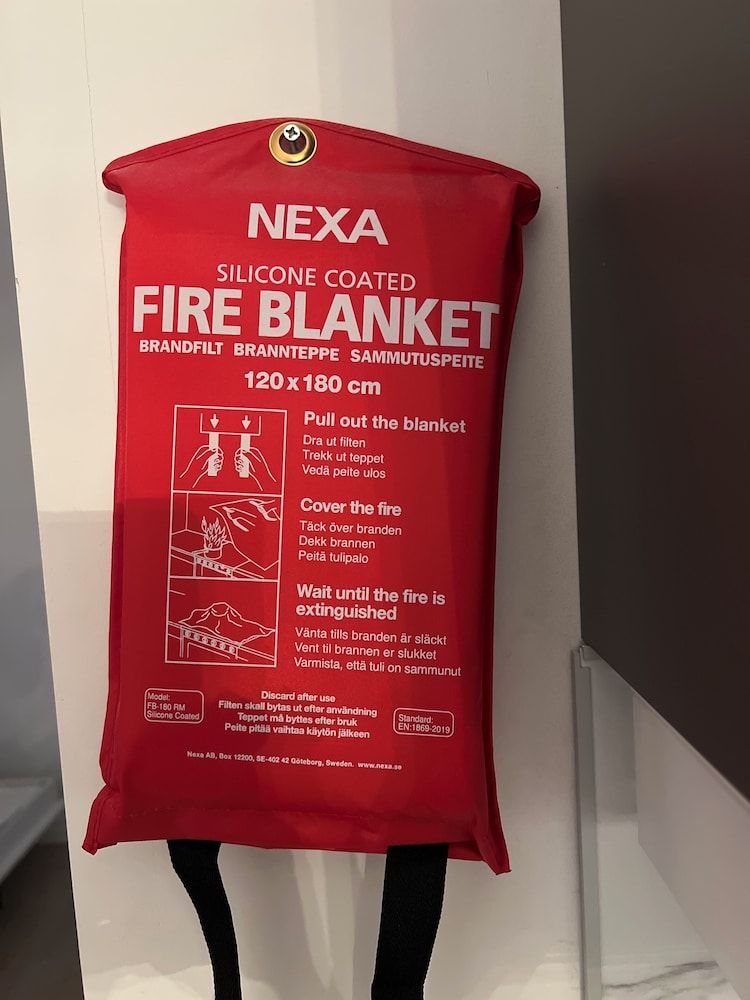 NEXA
SILICONE COATED
FIRE BLANKET
BRANDFILT BRANNTEPPE SAMMUTUSPEITE
120 x 180 cm
Pull out the blanket
Dra ut filten
Trekk ut teppet
Vedä peite ulos
Cover the fire
Täck över branden
Dekk brannen
Peitä tulipalo
Wait until the fire is
extinguished
Vänta tills branden är släckt
Vent til brannen er slukket
Varmista, että tuli on sammunut
Model:
FB-180 RM
Silicone Coated
Discard after use
Filten skall bytas ut efter användning
Teppet må byttes efter bruk
Peite pitää vaihtaa käytön jälkeen
Standard:
EN:1869-2019
Nexa AB, Box 12200, SE-402 42 Göteborg, Sweden. www.nexa.se